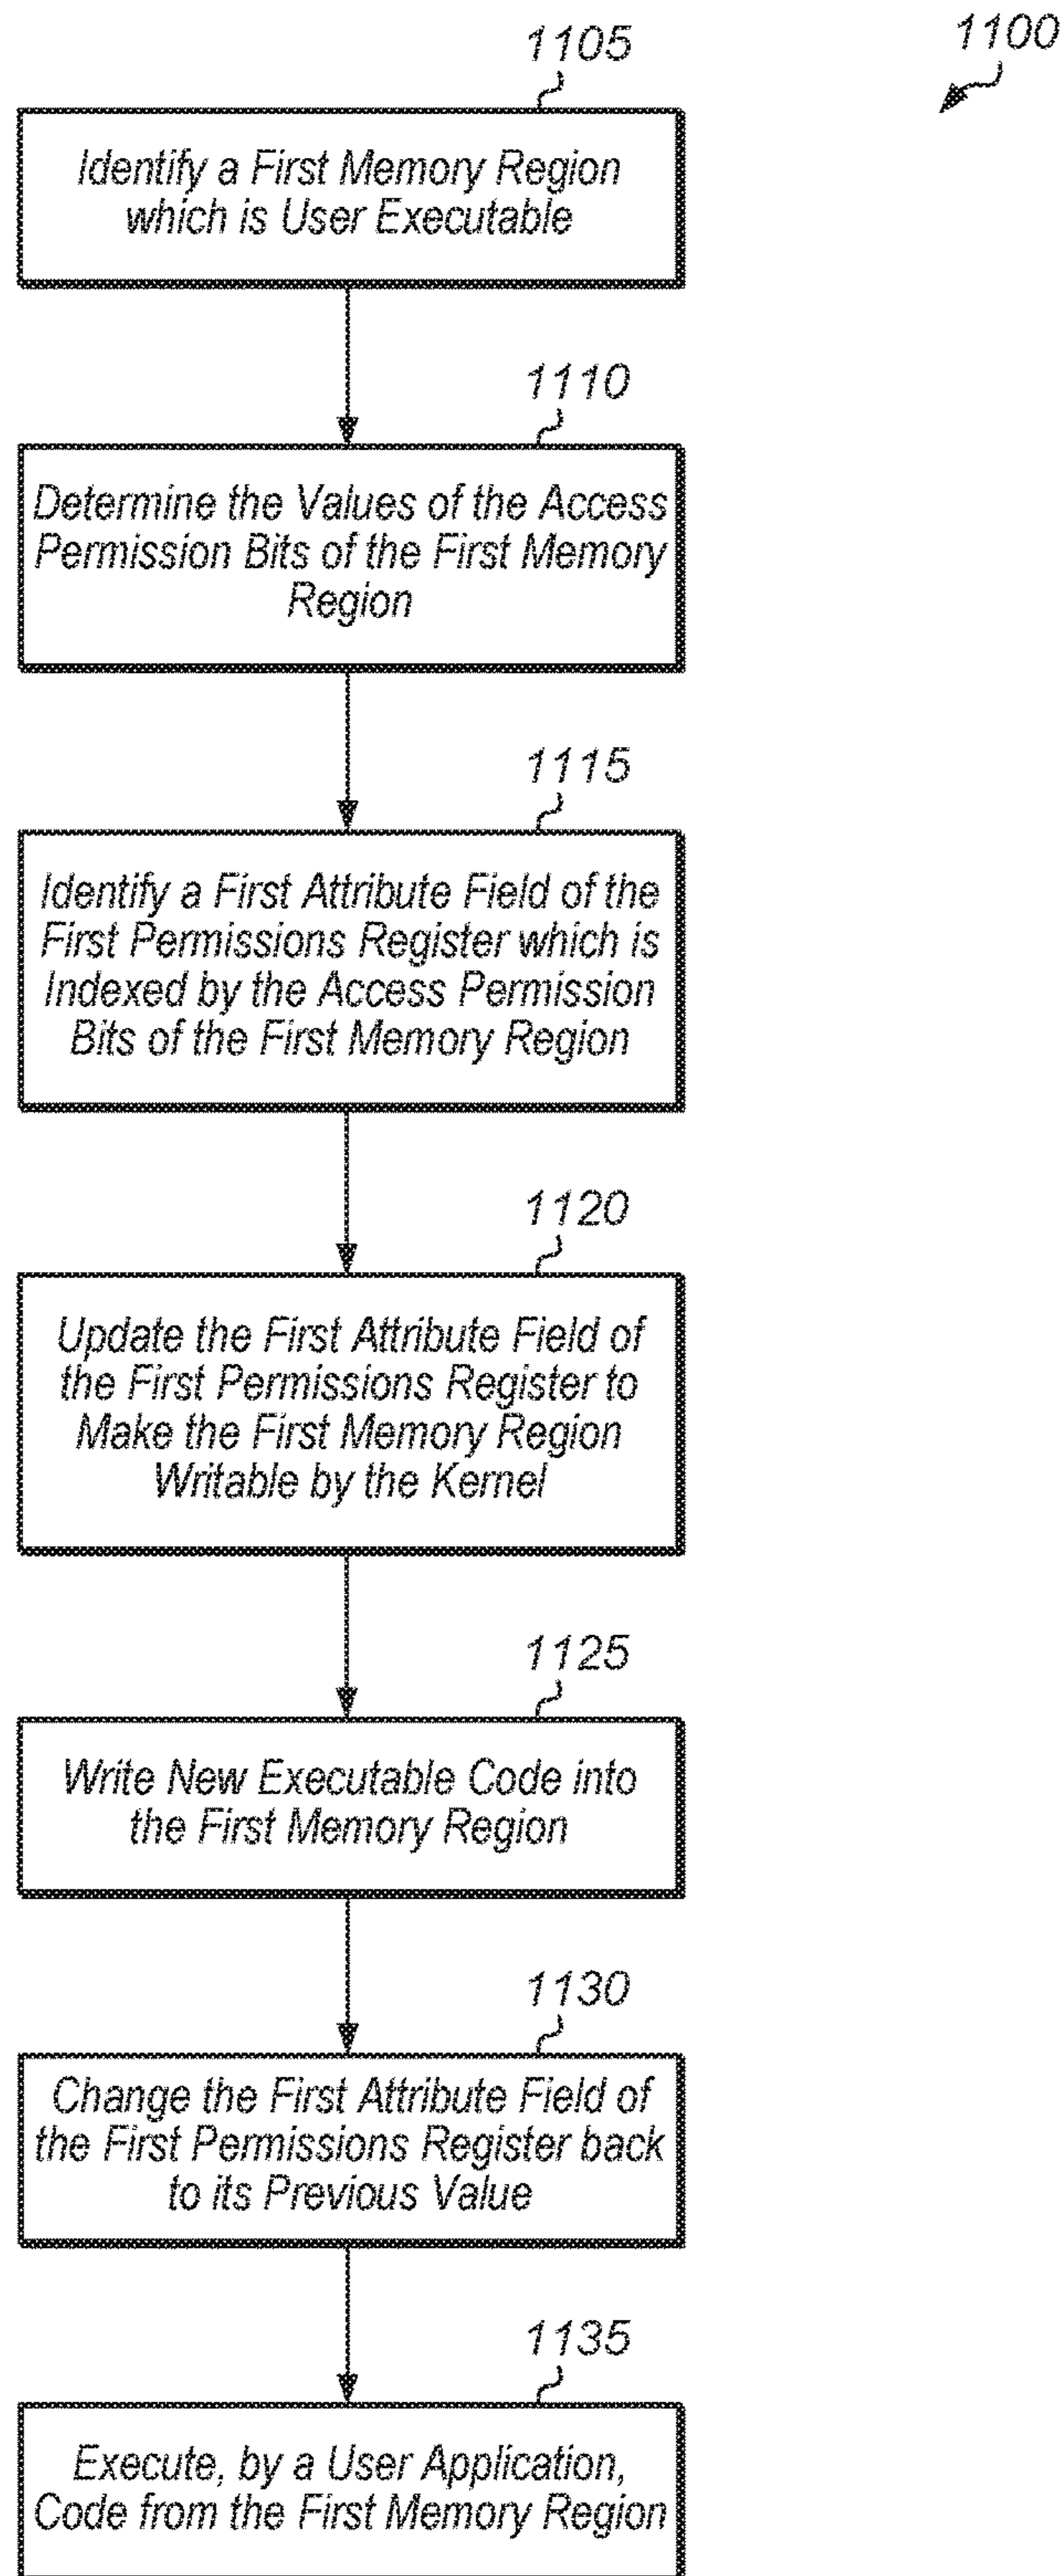 1100
1105
Identify a First Memory Region
which is User Executable
1110
Determine the Values of the Access
Permission Bits of the First Memory
Region
1115
Identify a First Attribute Field of the
First Permissions Register which is
Indexed by the Access Permission
Bits of the First Memory Region
1120
Update the First Attribute Field of
the First Permissions Register to
Make the First Memory Region
Writable by the Kernel
1125
Write New Executable Code into
the First Memory Region
1130
Change the First Attribute Field of
the First Permissions Register back
to its Previous Value
1135
Execute, by a User Application,
Code from the First Memory Region